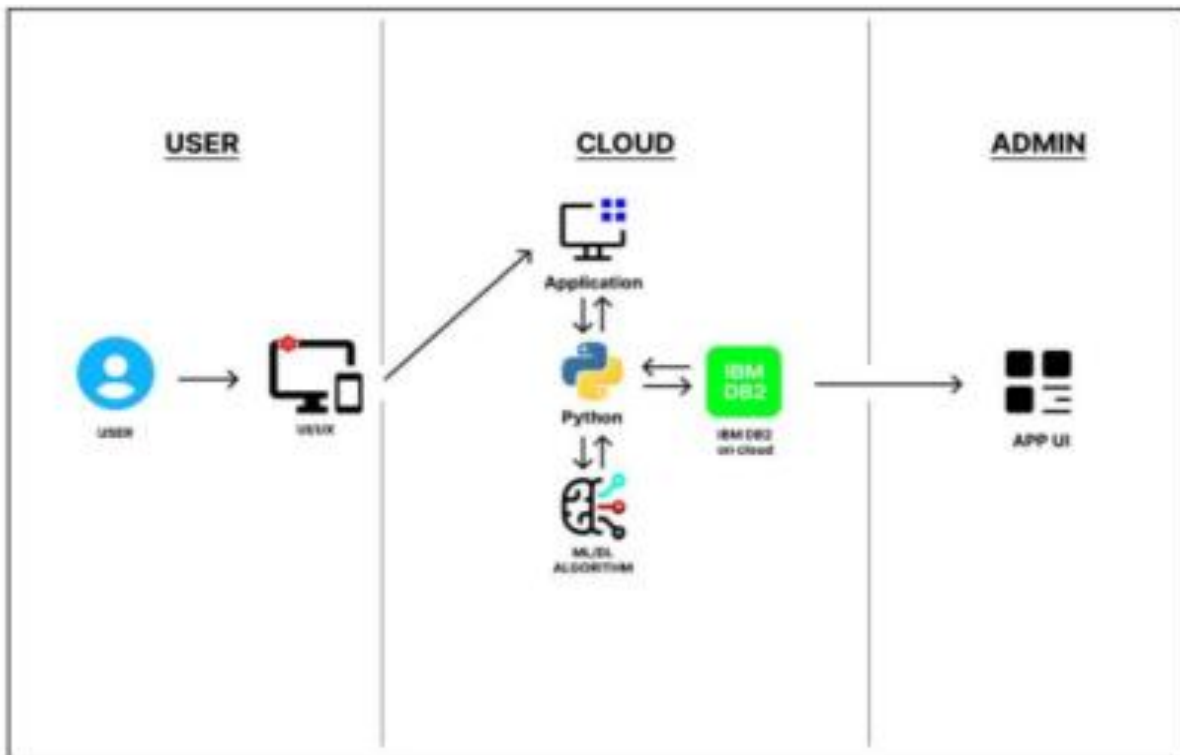 USER
CLOUD
ADMIN
Application
USER
UI/UX
Python
IBM
DB2
IBM DB2
on cloud
APP UI
ML/DL
ALGORITHM